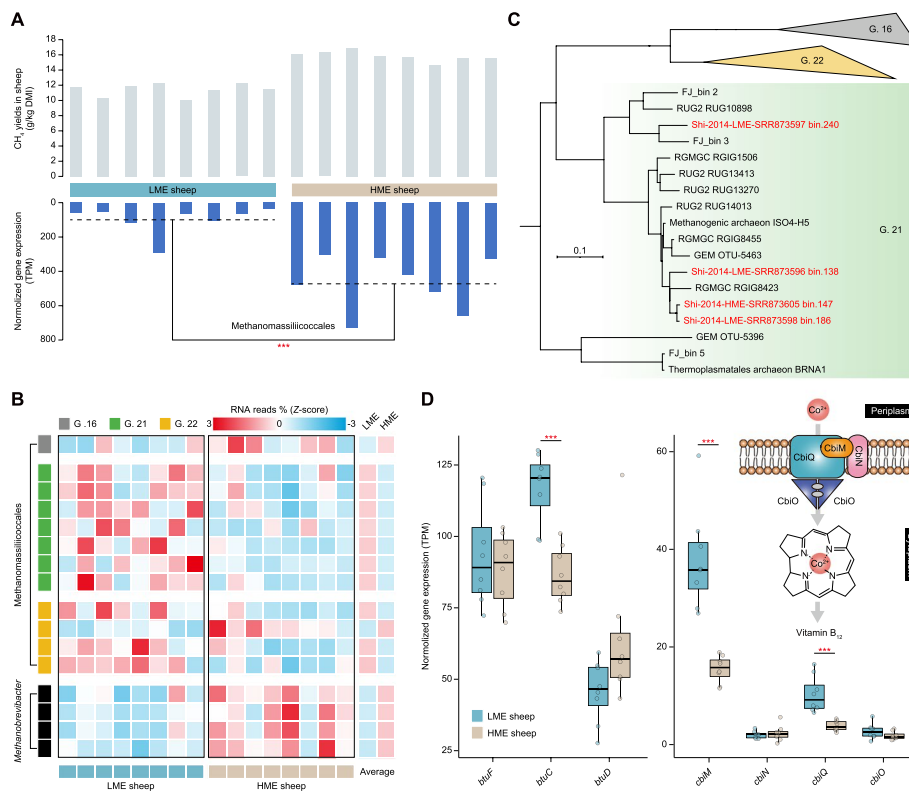 A
CH4 yields in sheep
(g/kg DMI)
18
16
14
12
10
8
6
4
2
0
LME sheep
HME sheep
Normalized gene expression
(TPM)
0
200
400
600
800
Methanomassiliicoccales
***
C
G. 16
G. 22
FJ_bin 2
RUG2 RUG10898
Shi-2014-LME-SRR873597 bin.240
FJ_bin 3
RGMGC RGIG1506
RUG2 RUG13413
RUG2 RUG13270
RUG2 RUG14013
Methanogenic archaeon ISO4-H5
RGMGC RGIG8455
GEM OTU-5463
Shi-2014-LME-SRR873596 bin.138
RGMGC RGIG8423
Shi-2014-HME-SRR873605 bin.147
Shi-2014-LME-SRR873598 bin.186
GEM OTU-5396
FJ_bin 5
Thermoplasmatales archaeon BRNA1
G. 21
0.1
B
G .16
G. 21
G. 22
RNA reads % (Z-score)
3
0
-3
LME
HME
Methanomassiliicoccales
Methanobrevibacter
LME sheep
HME sheep
Average
D
Normalized gene expression (TPM)
125
100
75
50
25
***
LME sheep
HME sheep
btuF
btuC
btuD
60
40
20
0
***
***
cbiM
cbiN
cbiQ
cbiO
Co2+
Periplasm
CbiQ
CbiM
CbiN
CbiO
CbiO
N
N
Co2+
N
N
Vitamin B12